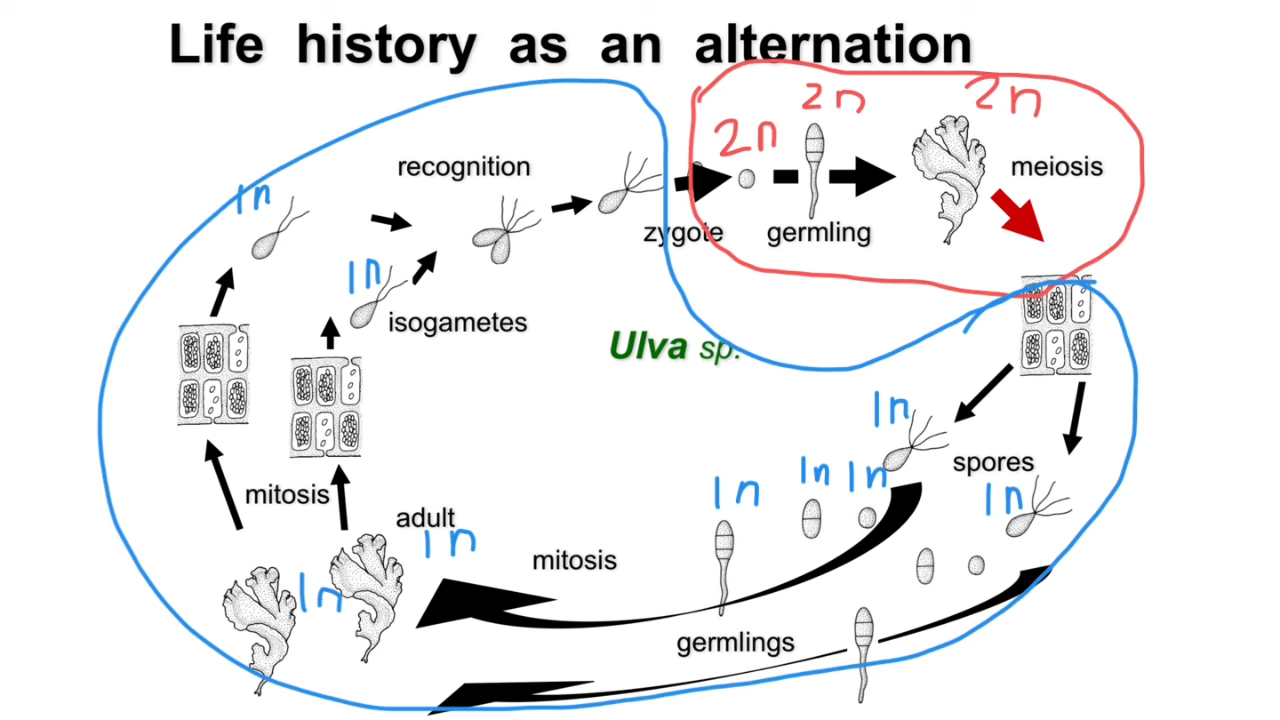 Life history as an alternation
2n
2n
2n
recognition
meiosis
1n
zygote
germling
1n
isogametes
Ulva sp.
1n
spores
mitosis
1n
1n
1n
1n
adult
1n
mitosis
1n
germlings